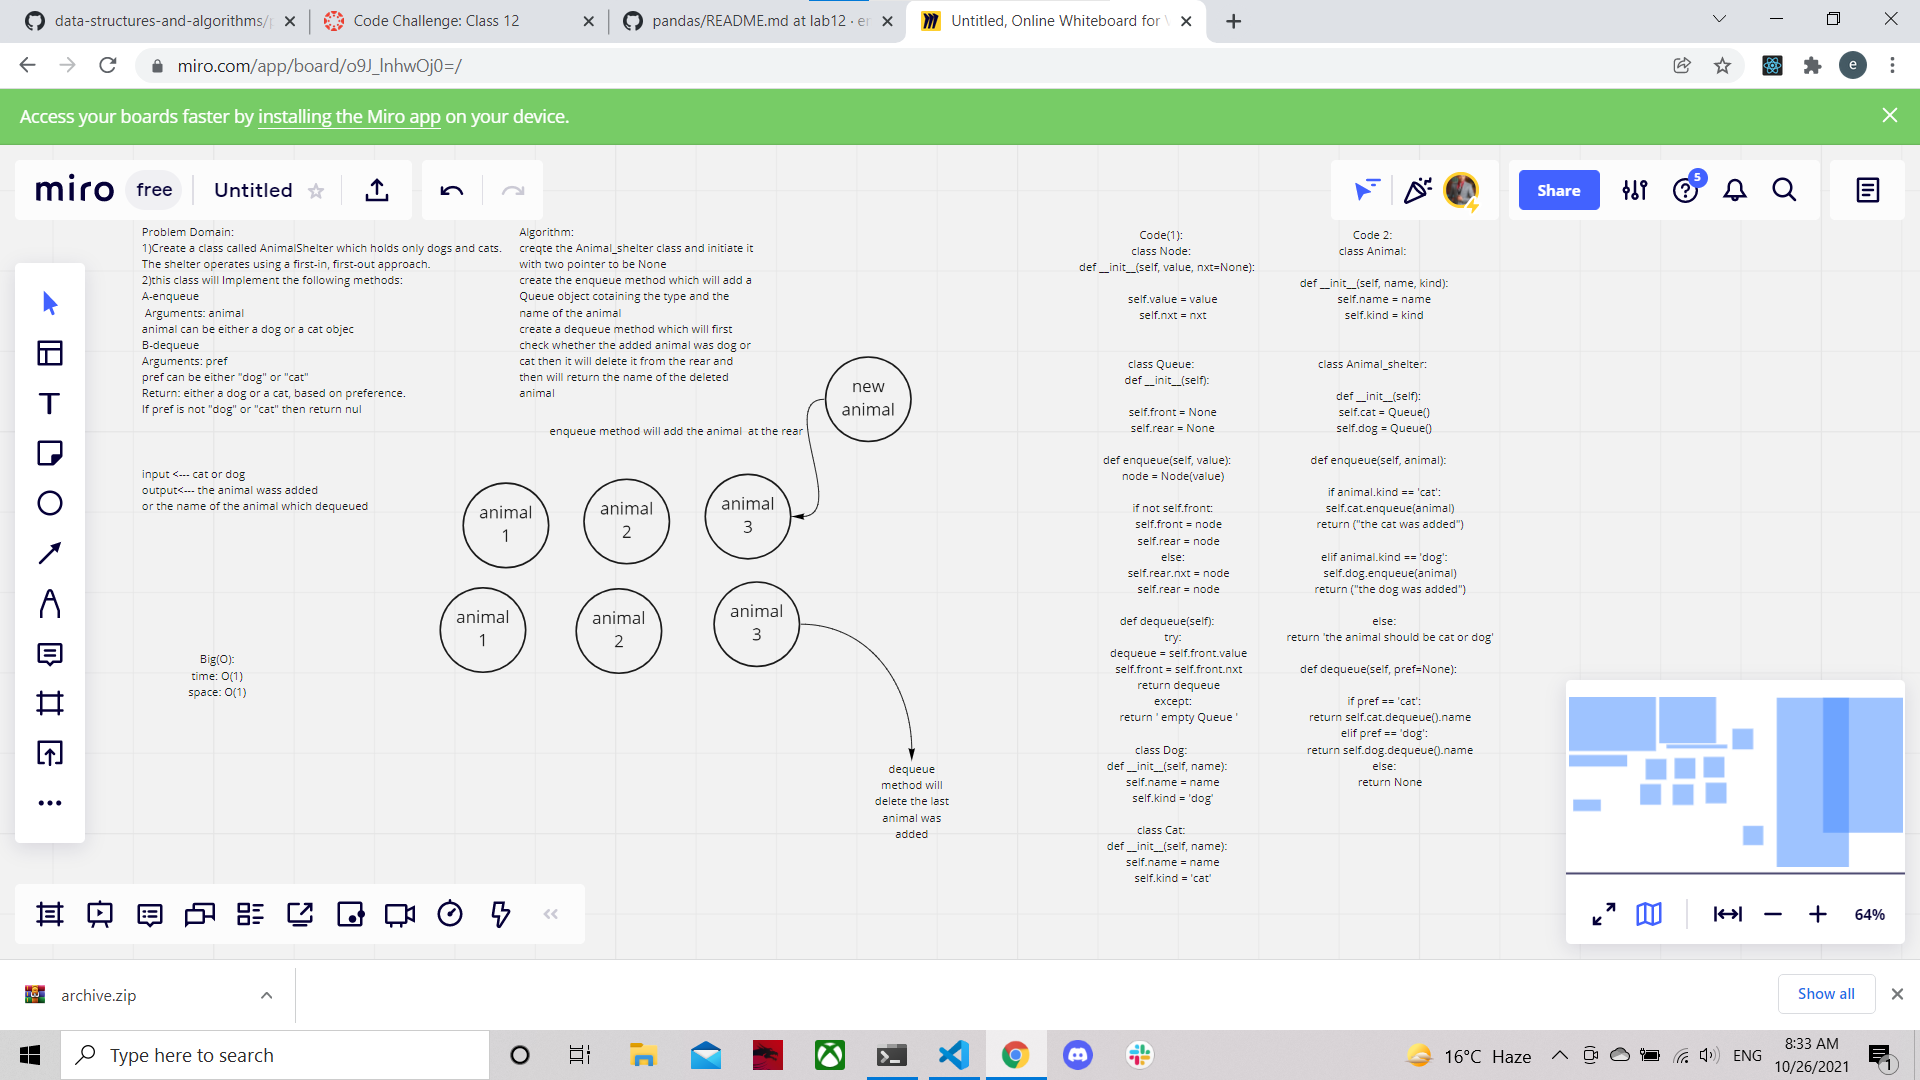 data-structures-and-algorithms/p
Code Challenge: Class 12
pandas/README.md at lab12 · en
Untitled, Online Whiteboard for V
miro.com/app/board/o9J_lnhwOj0=/
e
Access your boards faster by installing the Miro app on your device.
miro
free
Untitled
Share
5
Problem Domain:
1)Create a class called AnimalShelter which holds only dogs and cats.
The shelter operates using a first-in, first-out approach.
2)this class will Implement the following methods:
A-enqueue
Arguments: animal
animal can be either a dog or a cat objec
B-dequeue
Arguments: pref
pref can be either "dog" or "cat"
Return: either a dog or a cat, based on preference.
If pref is not "dog" or "cat" then return nul
input <--- cat or dog
output<--- the animal wass added
or the name of the animal which dequeued
Big(O):
time: O(1)
space: O(1)
Algorithm:
creqte the Animal_shelter class and initiate it
with two pointer to be None
create the enqueue method which will add a
Queue object cotaining the type and the
name of the animal
create a dequeue method which will first
check whether the added animal was dog or
cat then it will delete it from the rear and
then will return the name of the deleted
animal
enqueue method will add the animal  at the rear
new
animal
animal
1
animal
2
animal
3
animal
1
animal
2
animal
3
dequeue
method will
delete the last
animal was
added
Code(1):
class Node:
def __init__(self, value, nxt=None):
self.value = value
self.nxt = nxt
class Queue:
def __init__(self):
self.front = None
self.rear = None
def enqueue(self, value):
node = Node(value)
if not self.front:
self.front = node
self.rear = node
else:
self.rear.nxt = node
self.rear = node
def dequeue(self):
try:
dequeue = self.front.value
self.front = self.front.nxt
return dequeue
except:
return ' empty Queue '
class Dog:
def __init__(self, name):
self.name = name
self.kind = 'dog'
class Cat:
def __init__(self, name):
self.name = name
self.kind = 'cat'
Code 2:
class Animal:
def __init__(self, name, kind):
self.name = name
self.kind = kind
class Animal_shelter:
def __init__(self):
self.cat = Queue()
self.dog = Queue()
def enqueue(self, animal):
if animal.kind == 'cat':
self.cat.enqueue(animal)
return ("the cat was added")
elif animal.kind == 'dog':
self.dog.enqueue(animal)
return ("the dog was added")
else:
return 'the animal should be cat or dog'
def dequeue(self, pref=None):
if pref == 'cat':
return self.cat.dequeue().name
elif pref == 'dog':
return self.dog.dequeue().name
else:
return None
64%
archive.zip
Show all
Type here to search
16°C Haze
ENG
8:33 AM
10/26/2021
1